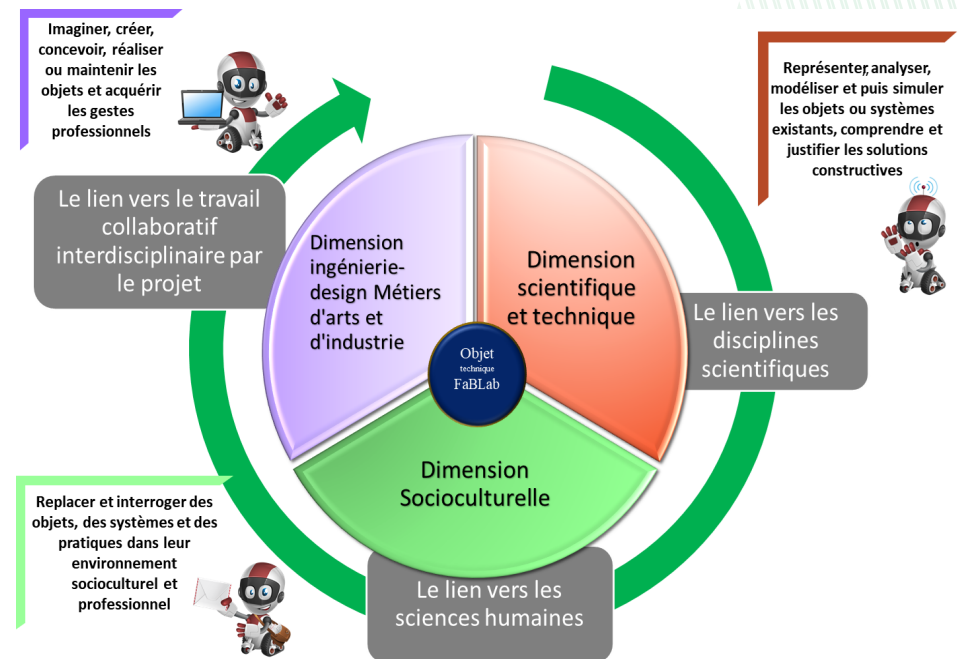 Imaginer, créer,
concevoir, réaliser
ou maintenir les
objets et acquérir
les gestes
professionnels
Représenter, analyser,
modéliser et puis simuler
les objets ou systèmes
existants, comprendre et
justifier les solutions
constructives
Le lien vers le travail
collaboratif
interdisciplinaire par
le projet
Dimension
ingénierie-
design Métiers
d'arts et
d'industrie
Dimension
scientifique
et technique
Le lien vers les
disciplines
scientifiques
Objet
technique
FaBLab
Dimension
Socioculturelle
Replacer et interroger des
objets, des systèmes et des
pratiques dans leur
environnement
socioculturel et
professionnel
Le lien vers les
sciences humaines